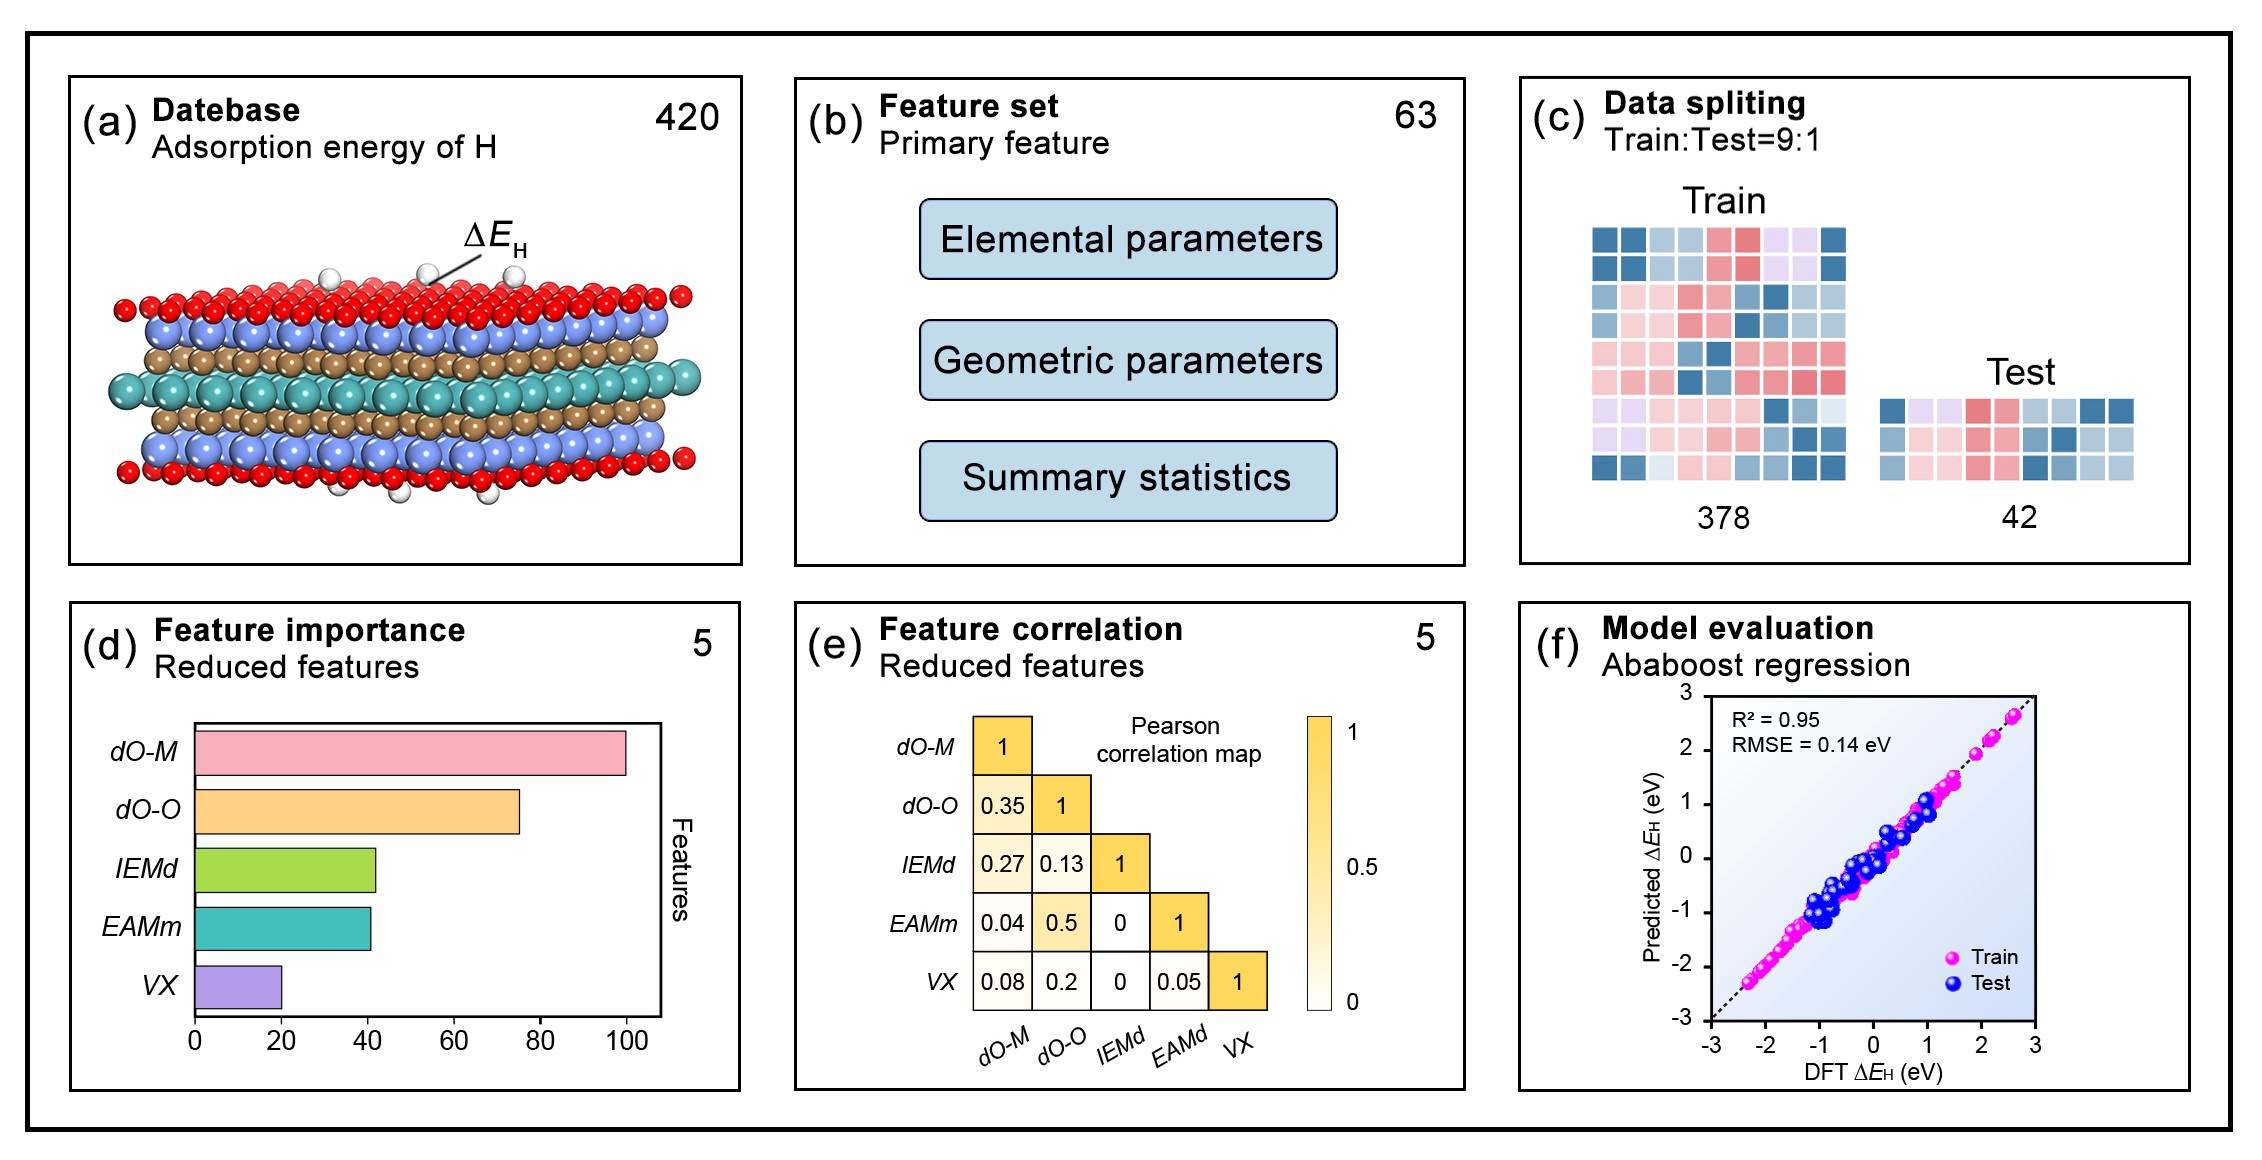 (a) Datebase 420
Adsorption energy of H
ΔEH
(b) Feature set 63
Primary feature
Elemental parameters
Geometric parameters
Summary statistics
(c) Data spliting
Train:Test=9:1
Train
Test
378
42
(d) Feature importance 5
Reduced features
dO-M
dO-O
IEMd
EAMm
VX
0 20 40 60 80 100
Features
(e) Feature correlation 5
Reduced features
Pearson
correlation map
dO-M 1
dO-O 0.35 1
IEMd 0.27 0.13 1
EAMm 0.04 0.5 0 1
VX 0.08 0.2 0 0.05 1
dO-M dO-O IEMd EAMd VX
1
0.5
0
(f) Model evaluation
Ababoost regression
R² = 0.95
RMSE = 0.14 eV
Predicted ΔEH (eV)
3
2
1
0
-1
-2
-3
Train
Test
-3 -2 -1 0 1 2 3
DFT ΔEH (eV)